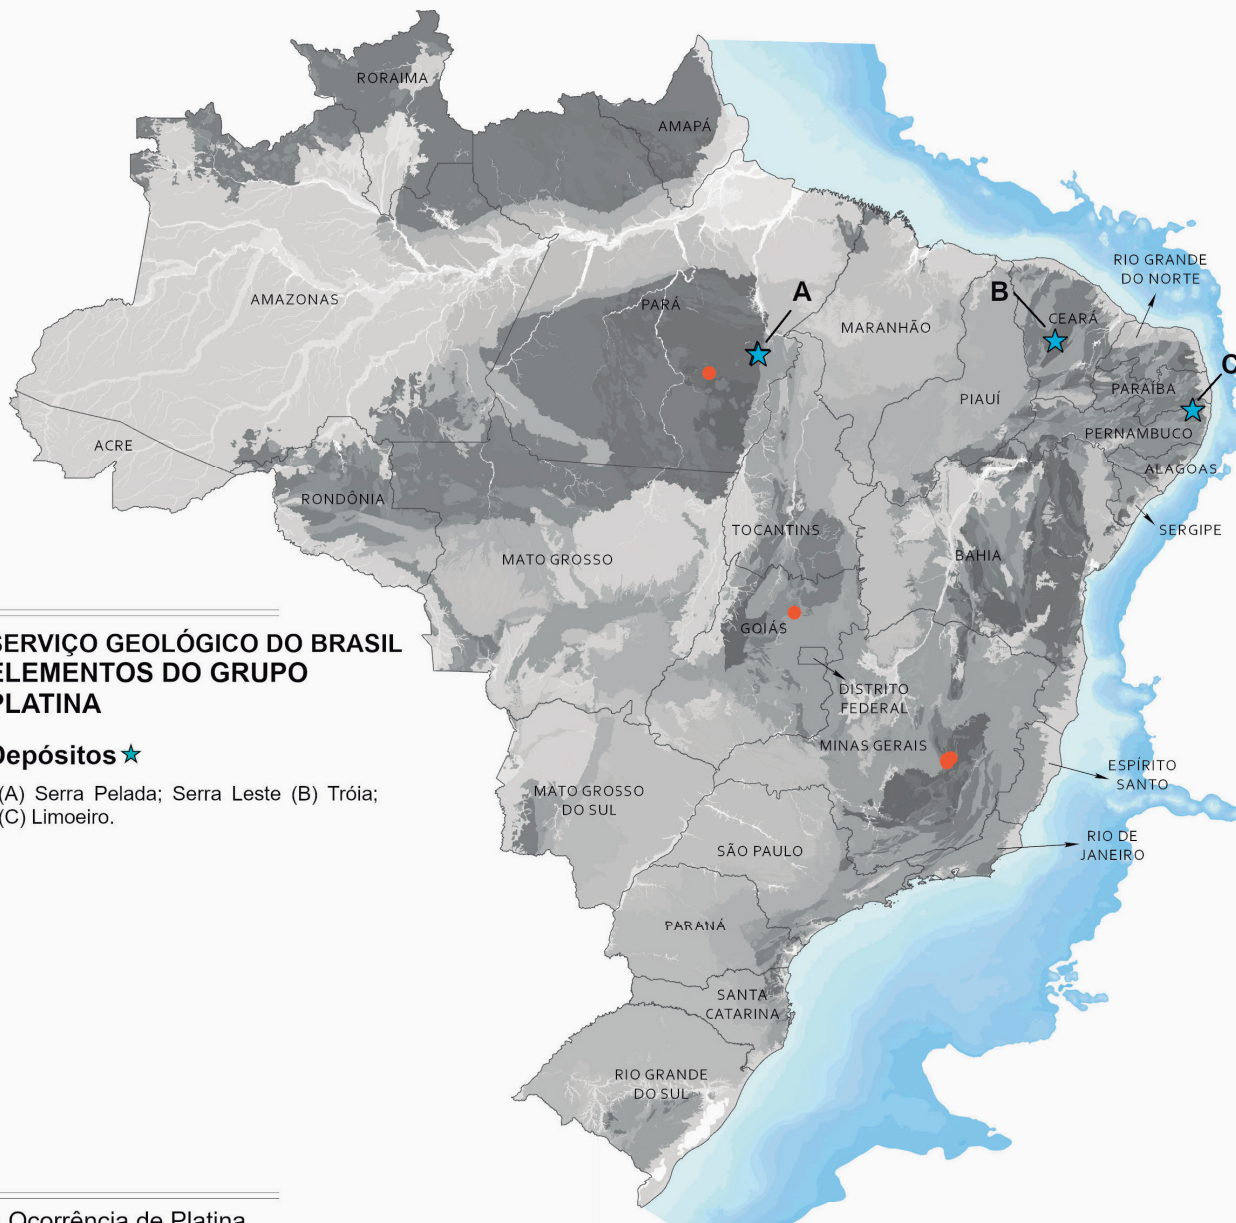 RORAIMA
AMAPÁ
RIO GRANDE
DO NORTE
AMAZONAS
PARÁ
A
B
MARANHÃO
CEARÁ
C
PARAÍBA
PIAUÍ
PERNAMBUCO
ACRE
ALAGOAS
RONDÔNIA
TOCANTINS
SERGIPE
MATO GROSSO
BAHIA
GOIÁS
SERVIÇO GEOLÓGICO DO BRASIL
ELEMENTOS DO GRUPO
PLATINA
DISTRITO
FEDERAL
MINAS GERAIS
Depósitos
ESPÍRITO
SANTO
(A) Serra Pelada; Serra Leste (B) Tróia;
(C) Limoeiro.
MATO GROSSO
DO SUL
RIO DE
JANEIRO
SÃO PAULO
PARANÁ
SANTA
CATARINA
RIO GRANDE
DO SUL
Ocorrência de Platina